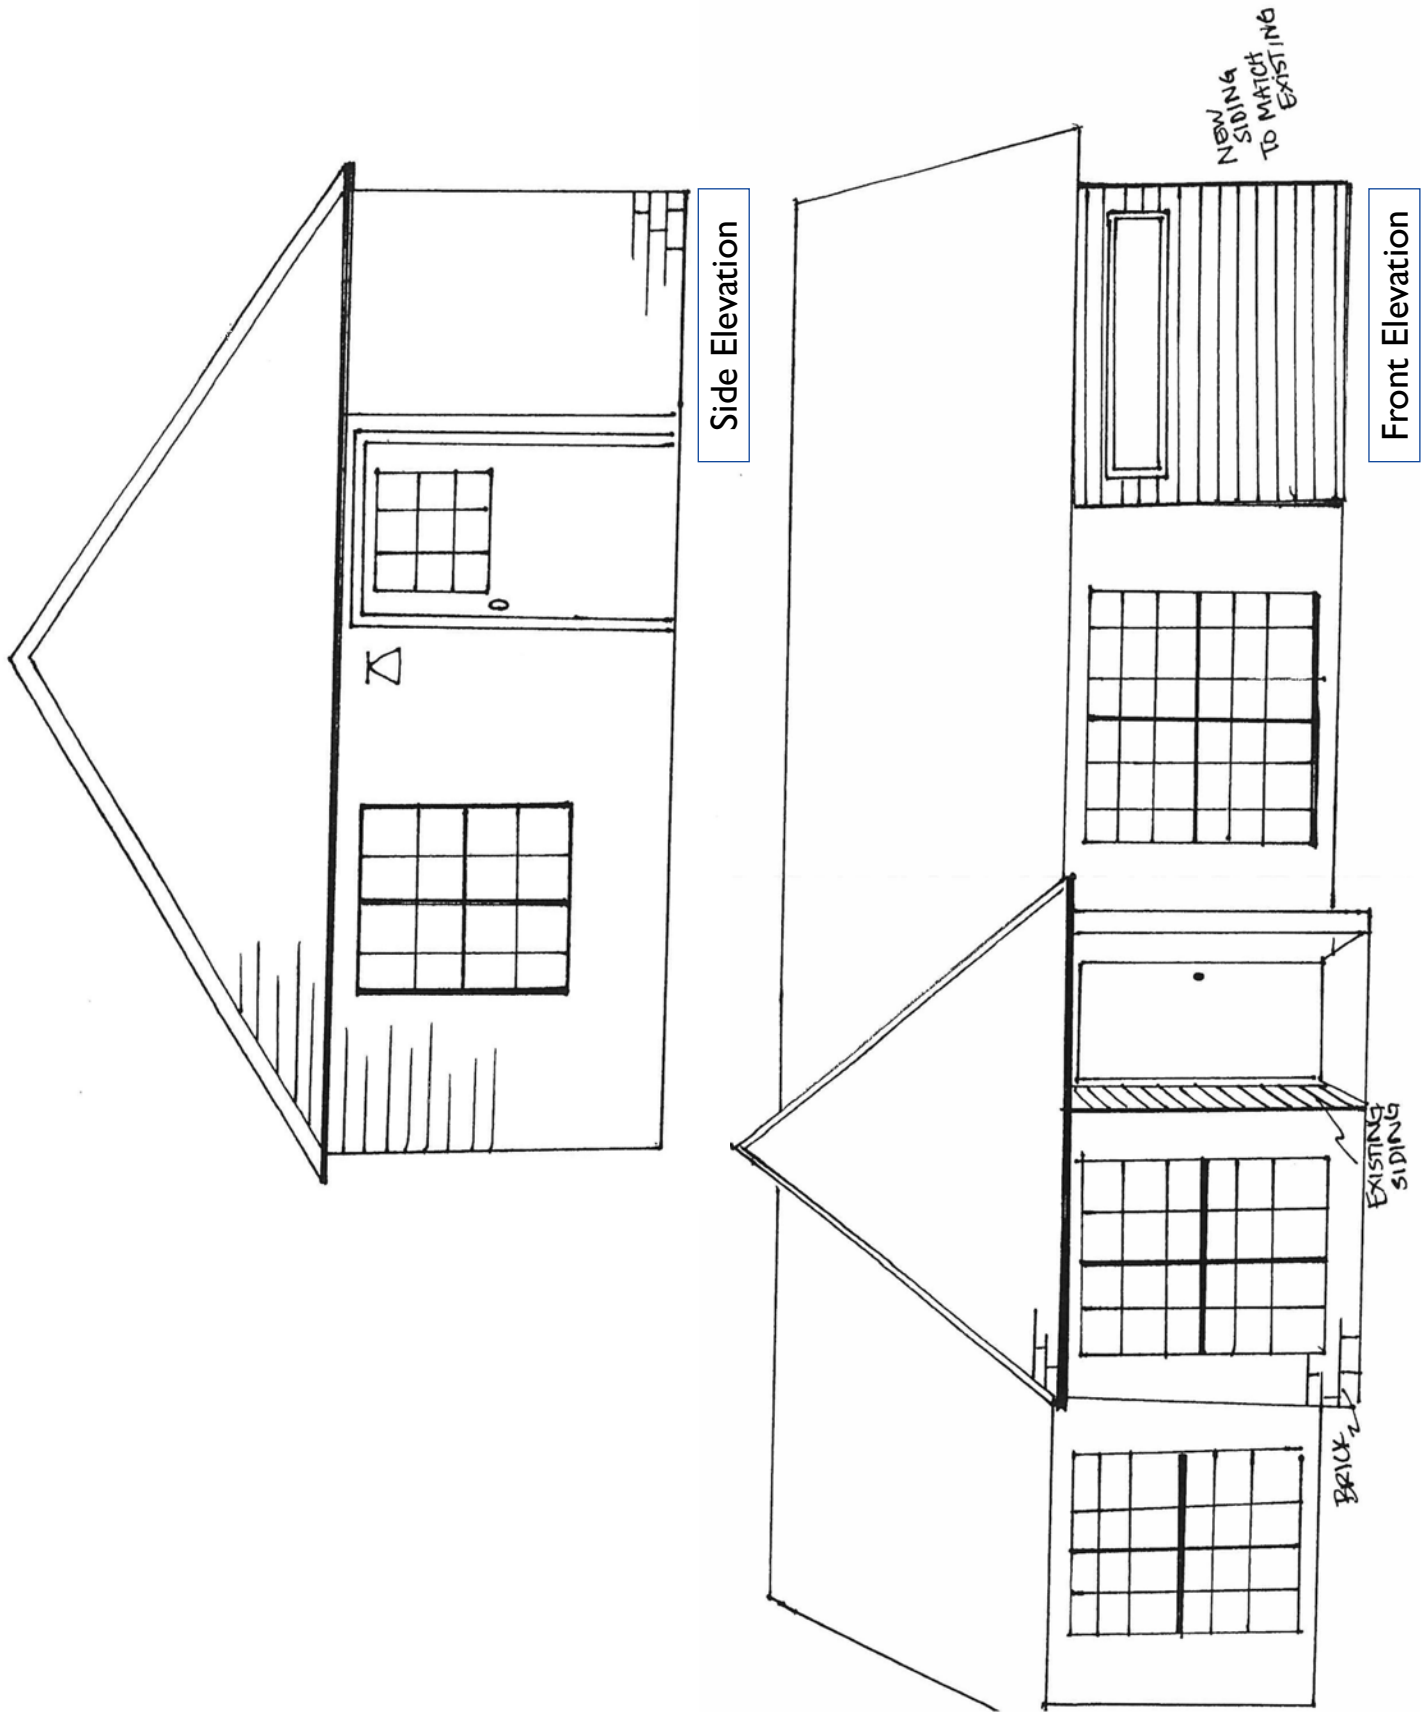 Side Elevation
NEW
SIDING
TO MATCH
EXISTING
EXISTING
SIDING
BRICK
Front Elevation